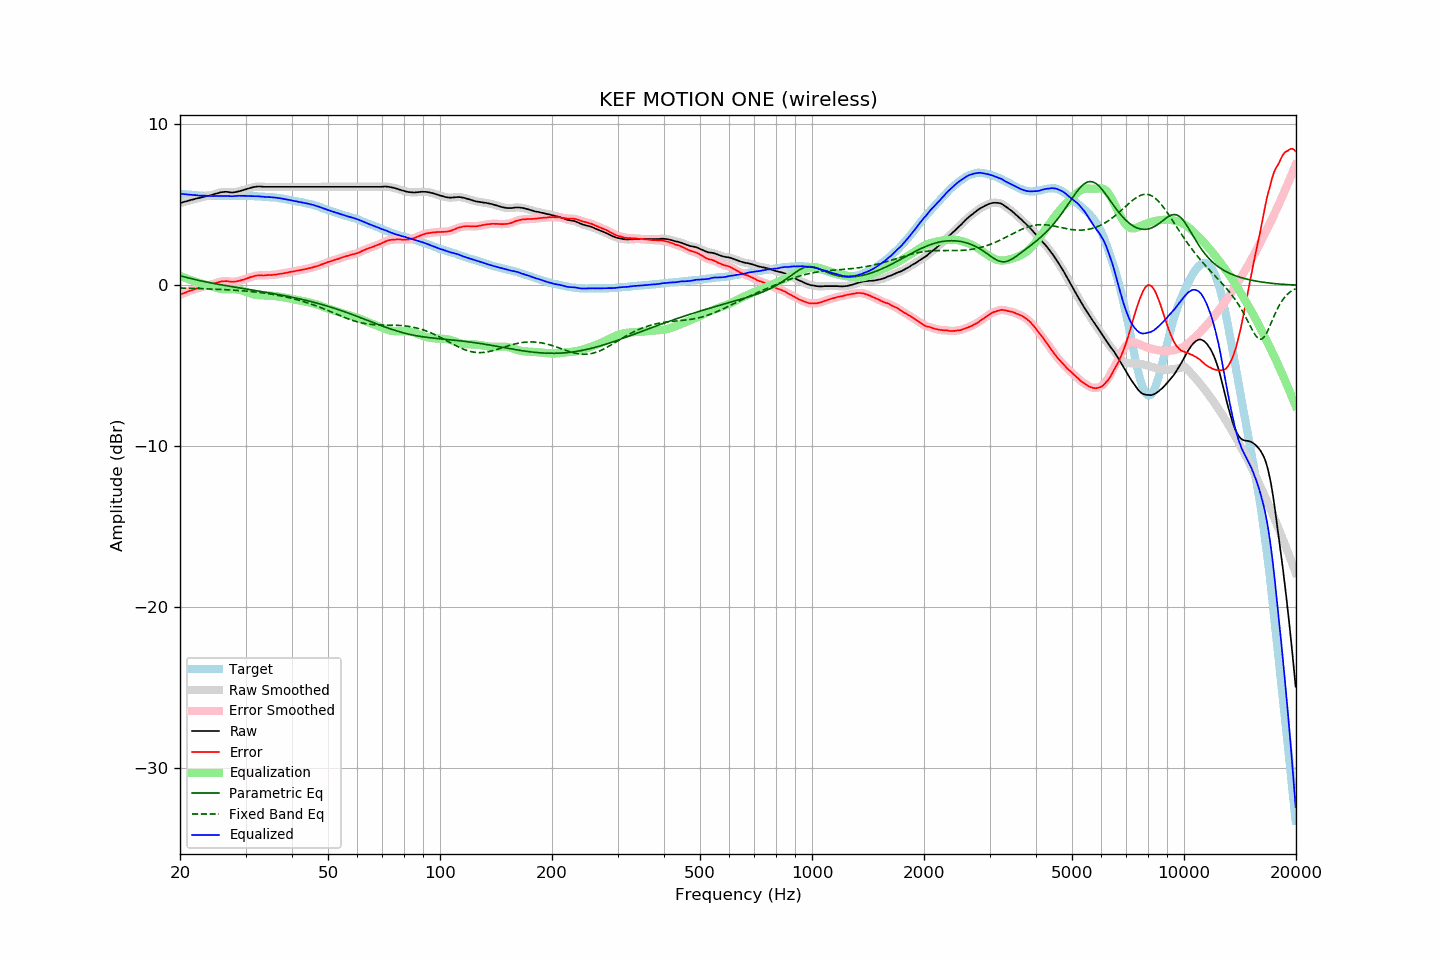 KEF MOTION ONE (wireless)
Amplitude (dBr)
10
0
−10
−20
−30
Target
Raw Smoothed
Error Smoothed
Raw
Error
Equalization
Parametric Eq
Fixed Band Eq
Equalized
20 50 100 200 500 1000 2000 5000 10000 20000
Frequency (Hz)